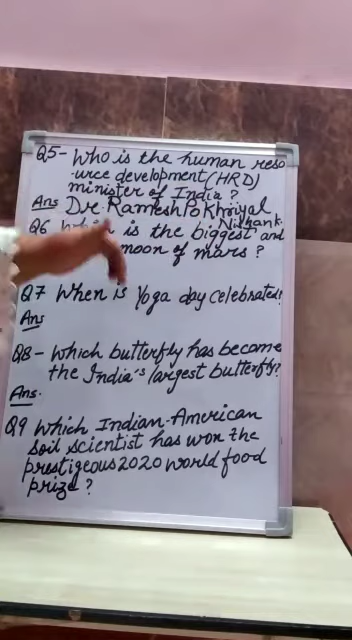 Q5- Who is the human reso
urce development (HRD)
minister of India?
Ans Dr. Ramesh Pokhriyal
Nishank.
Q6 is the biggest and
moon of mars?
Q7 When is Yoga day celebrated?
Ans
Q8- Which butterfly has become
the India's largest butterfly?
Ans.
Q9 Which Indian-American
soil scientist has won the
prestigeous 2020 world food
prize?